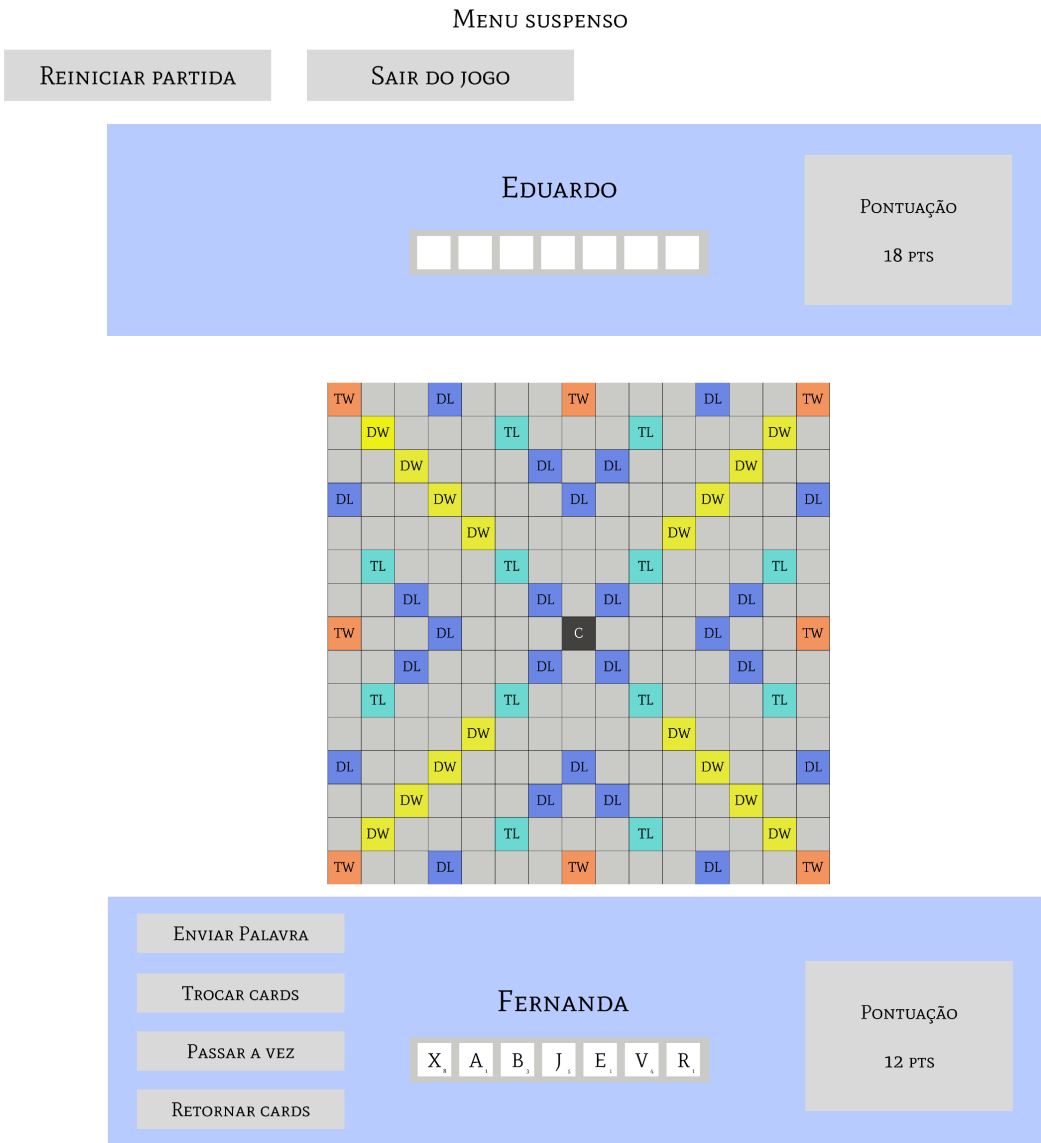 Menu suspenso
Reiniciar partida Sair do jogo
Eduardo
Pontuação
18 pts
TW DL TW DL TW
DW TL TL DW
DW DL DL DW
DL DW DL DW DL
DW DW
TL TL TL TL
DL DL DL DL
TW DL C DL TW
DL DL DL DL
TL TL TL TL
DW DW
DL DW DL DW DL
DW DL DL DW
DW TL TL DW
TW DL TW DL TW
Enviar Palavra
Trocar cards
Passar a vez
Retornar cards
Fernanda
X A B J E V R
Pontuação
12 pts